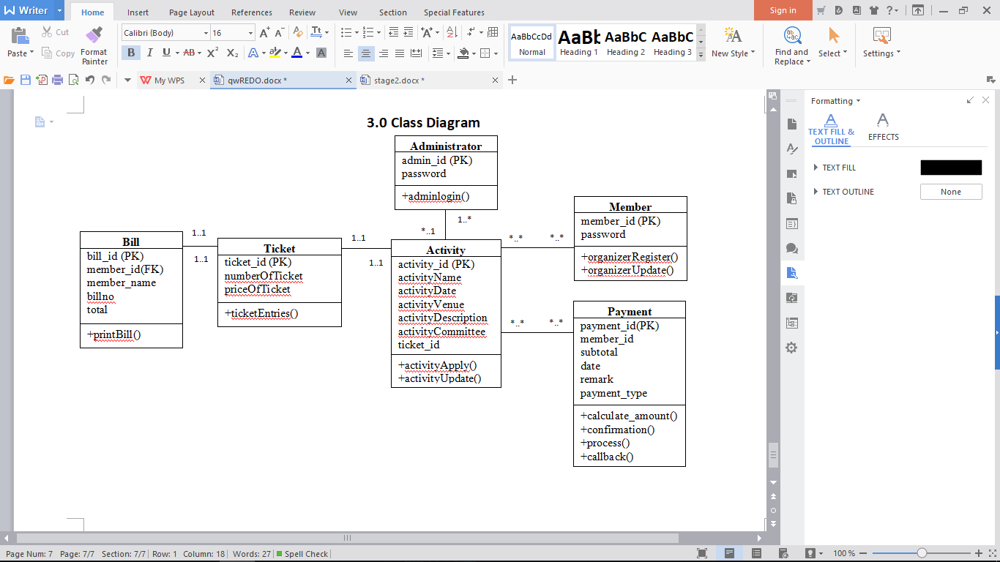 Writer
Home
Insert
Page Layout
References
Review
View
Section
Special Features
Sign in
Paste
Cut
Copy
Format
Painter
Calibri (Body)
16
B I U AB X² X₂
AaBbCcDd
Normal
AaBb
Heading 1
AaBbC
Heading 2
AaBbC
Heading 3
New Style
Find and
Replace
Select
Settings
My WPS
qwREDO.docx *
stage2.docx *
3.0 Class Diagram
Administrator
admin_id (PK)
password
+adminlogin()
1..*
*..1
Member
member_id (PK)
password
+organizerRegister()
+organizerUpdate()
*..*
*..*
Bill
bill_id (PK)
member_id(FK)
member_name
billno
total
+printBill()
1..1
1..1
Ticket
ticket_id (PK)
numberOfTicket
priceOfTicket
+ticketEntries()
1..1
1..1
Activity
activity_id (PK)
activityName
activityDate
activityVenue
activityDescription
activityCommittee
ticket_id
+activityApply()
+activityUpdate()
*..*
*..*
Payment
payment_id(PK)
member_id
subtotal
date
remark
payment_type
+calculate_amount()
+confirmation()
+process()
+callback()
Formatting
TEXT FILL &
OUTLINE
EFFECTS
TEXT FILL
TEXT OUTLINE
None
Page Num: 7 Page: 7/7 Section: 7/7 Row: 1 Column: 18 Words: 27 Spell Check
100 %